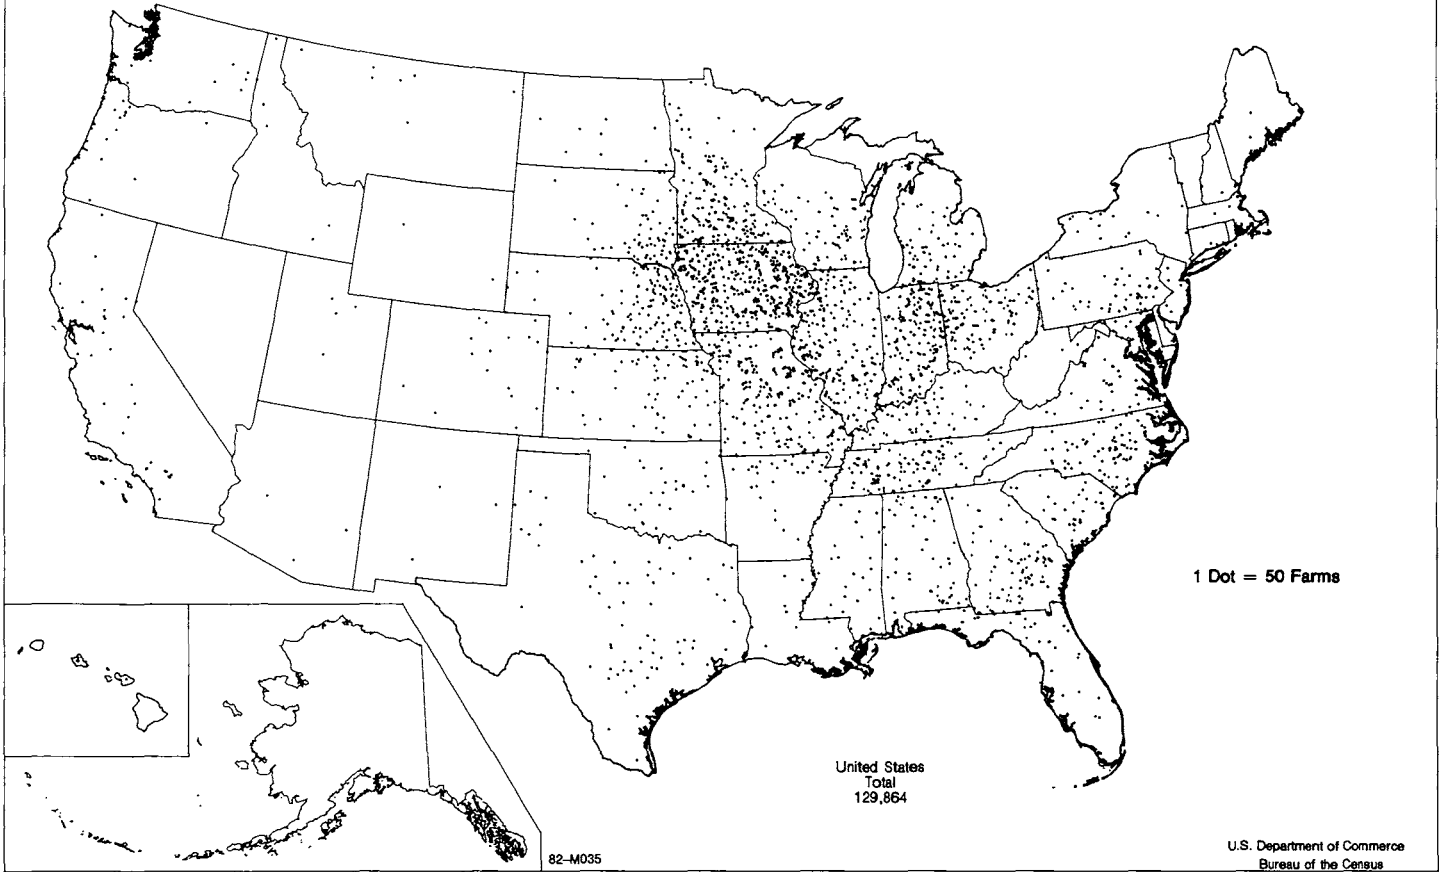 1 Dot = 50 Farms
United States
Total
129,864
82-M035
U.S. Department of Commerce
Bureau of the Census